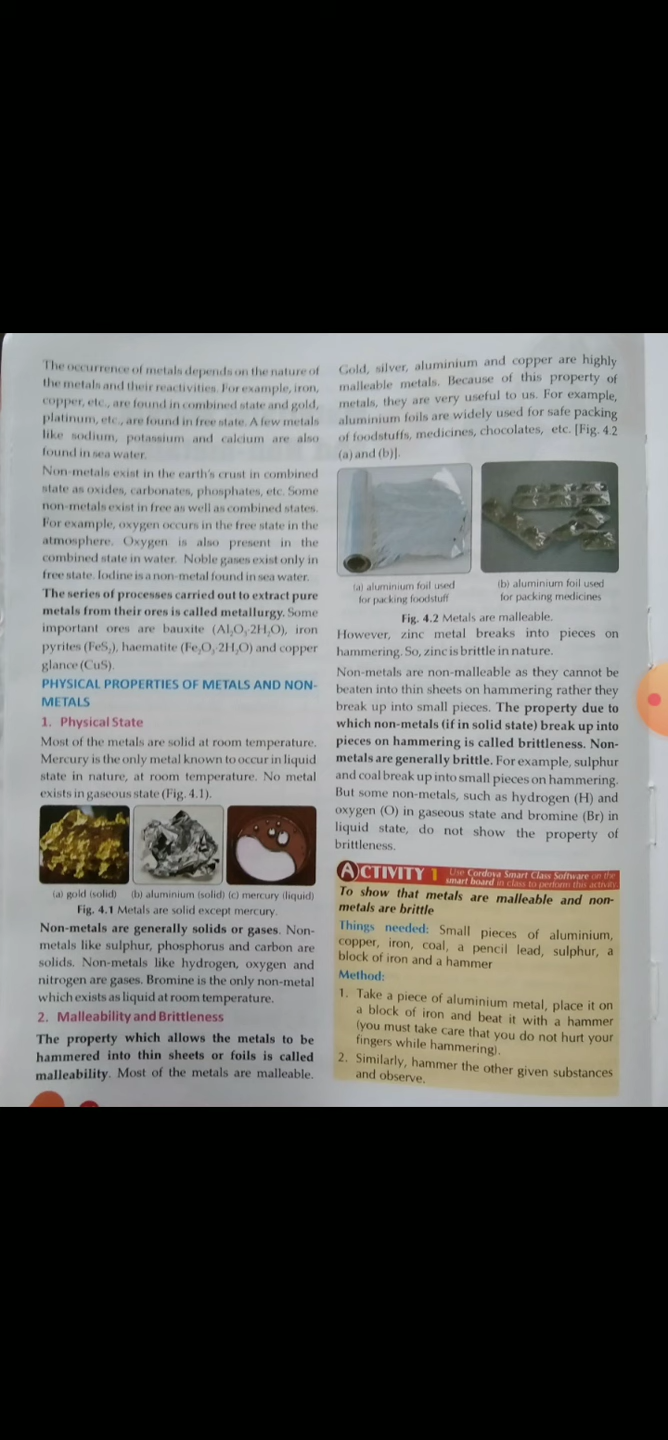 The occurrence of metals depends on the nature of
the metals and their reactivities. For example, iron,
copper, etc., are found in combined state and gold,
platinum, etc., are found in free state. A few metals
like sodium, potassium and calcium are also
found in sea water.
Non-metals exist in the earth's crust in combined
state as oxides, carbonates, phosphates, etc. Some
non-metals exist in free as well as combined states.
For example, oxygen occurs in the free state in the
atmosphere. Oxygen is also present in the
combined state in water. Noble gases exist only in
free state. Iodine is a non-metal found in sea water.
The series of processes carried out to extract pure
metals from their ores is called metallurgy. Some
important ores are bauxite (Al₂O₃·2H₂O), iron
pyrites (FeS₂), haematite (Fe₂O₃·2H₂O) and copper
glance (CuS).
PHYSICAL PROPERTIES OF METALS AND NON-
METALS
1. Physical State
Most of the metals are solid at room temperature.
Mercury is the only metal known to occur in liquid
state in nature, at room temperature. No metal
exists in gaseous state (Fig. 4.1).
(a) gold (solid) (b) aluminium (solid) (c) mercury (liquid)
Fig. 4.1 Metals are solid except mercury.
Non-metals are generally solids or gases. Non-
metals like sulphur, phosphorus and carbon are
solids. Non-metals like hydrogen, oxygen and
nitrogen are gases. Bromine is the only non-metal
which exists as liquid at room temperature.
2. Malleability and Brittleness
The property which allows the metals to be
hammered into thin sheets or foils is called
malleability. Most of the metals are malleable.
Gold, silver, aluminium and copper are highly
malleable metals. Because of this property of
metals, they are very useful to us. For example,
aluminium foils are widely used for safe packing
of foodstuffs, medicines, chocolates, etc. [Fig. 4.2
(a) and (b)].
(a) aluminium foil used
for packing foodstuff
(b) aluminium foil used
for packing medicines
Fig. 4.2 Metals are malleable.
However, zinc metal breaks into pieces on
hammering. So, zinc is brittle in nature.
Non-metals are non-malleable as they cannot be
beaten into thin sheets on hammering rather they
break up into small pieces. The property due to
which non-metals (if in solid state) break up into
pieces on hammering is called brittleness. Non-
metals are generally brittle. For example, sulphur
and coal break up into small pieces on hammering.
But some non-metals, such as hydrogen (H) and
oxygen (O) in gaseous state and bromine (Br) in
liquid state, do not show the property of
brittleness.
ACTIVITY 1 Use Cordova Smart Class Software on the
smart board in class to perform this activity.
To show that metals are malleable and non-
metals are brittle
Things needed: Small pieces of aluminium,
copper, iron, coal, a pencil lead, sulphur, a
block of iron and a hammer
Method:
1. Take a piece of aluminium metal, place it on
a block of iron and beat it with a hammer
(you must take care that you do not hurt your
fingers while hammering).
2. Similarly, hammer the other given substances
and observe.